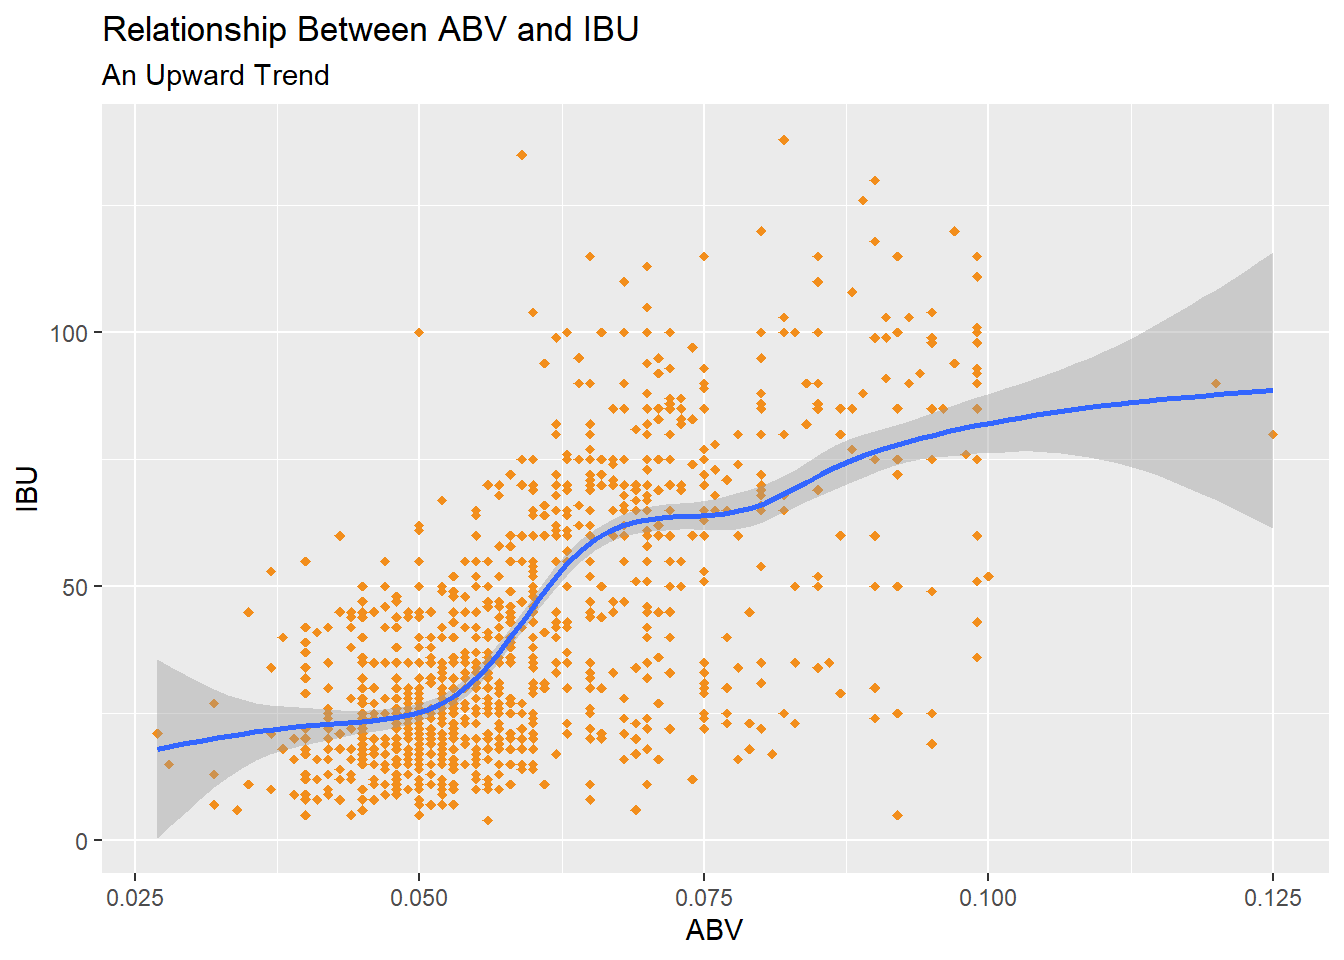 Relationship Between ABV and IBU
An Upward Trend
IBU
100
50
0
0.025 0.050 0.075 0.100 0.125
ABV